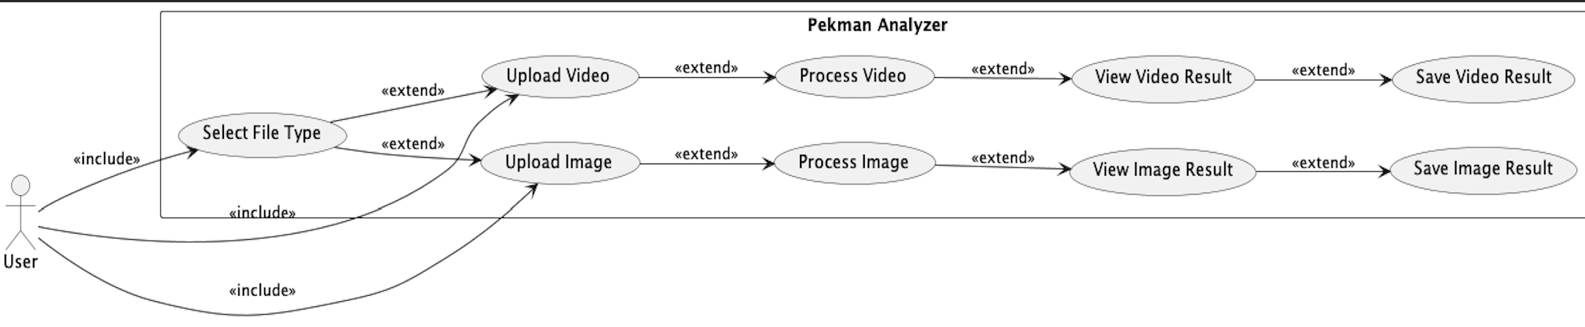 Pekman Analyzer
Upload Video
«extend»
Process Video
«extend»
View Video Result
«extend»
Save Video Result
«extend»
Select File Type
«extend»
«include»
Upload Image
«extend»
Process Image
«extend»
View Image Result
«extend»
Save Image Result
«include»
User
«include»